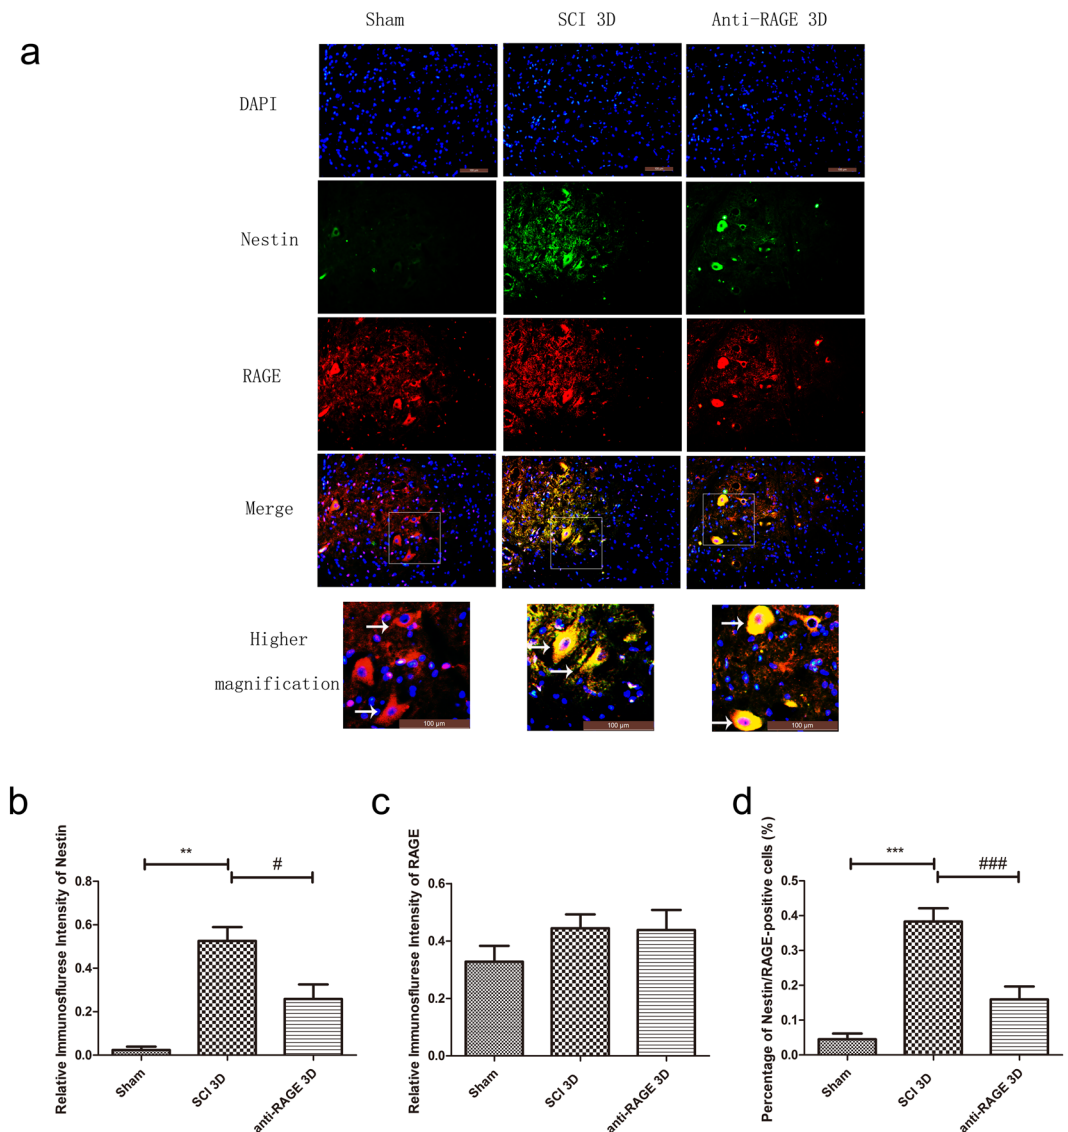 Sham SCI 3D Anti-RAGE 3D
a
DAPI
Nestin
RAGE
Merge
Higher
magnification
100 μm 100 μm 100 μm
b
Relative Immunosflurese Intensity of Nestin
** #
0.8
0.6
0.4
0.2
0.0
Sham SCI 3D anti-RAGE 3D
c
Relative Immunosflurese Intensity of RAGE
0.6
0.4
0.2
0.0
Sham SCI 3D anti-RAGE 3D
d
Percentage of Nestin/RAGE-positive cells (%)
*** ###
0.5
0.4
0.3
0.2
0.1
0.0
Sham SCI 3D anti-RAGE 3D